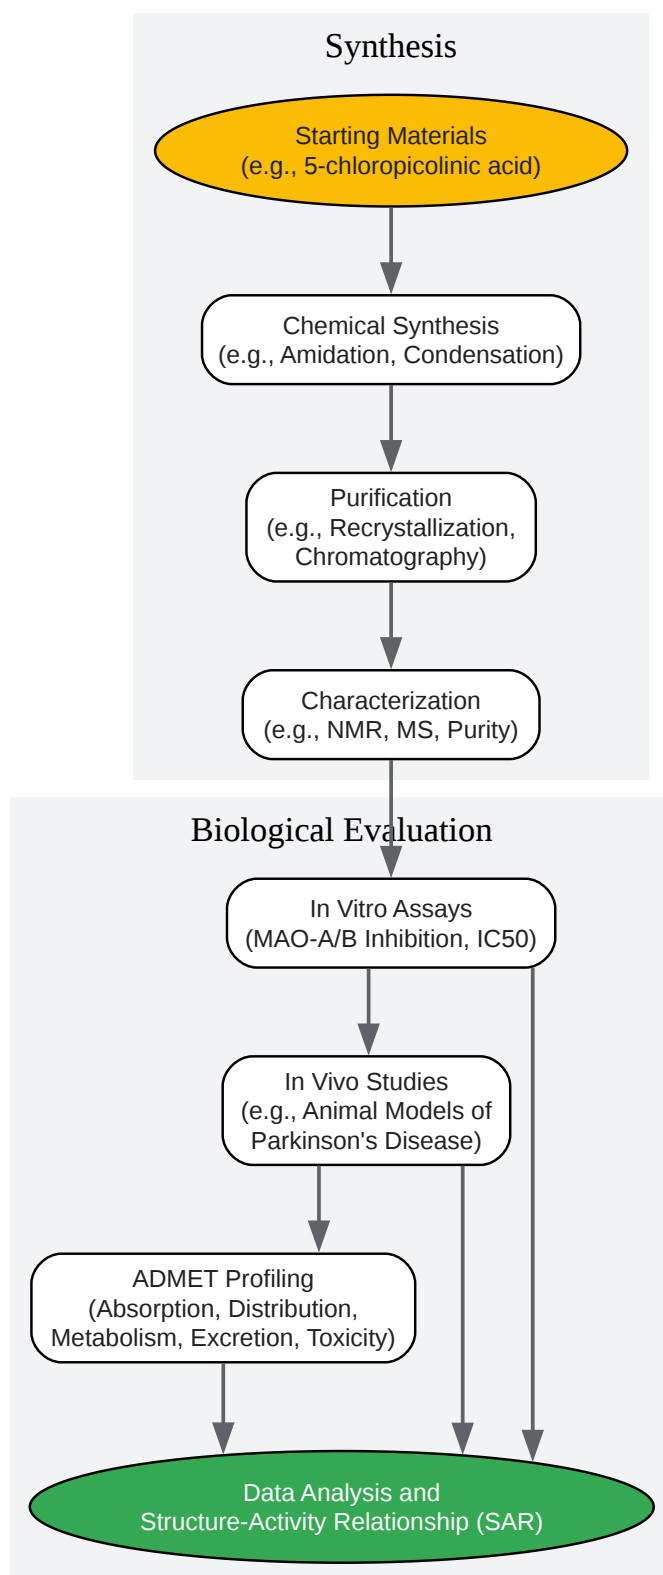 Synthesis
Starting Materials
(e.g., 5-chloropicolinic acid)
Chemical Synthesis
(e.g., Amidation, Condensation)
Purification
(e.g., Recrystallization,
Chromatography)
Characterization
(e.g., NMR, MS, Purity)
Biological Evaluation
In Vitro Assays
(MAO-A/B Inhibition, IC50)
In Vivo Studies
(e.g., Animal Models of
Parkinson's Disease)
ADMET Profiling
(Absorption, Distribution,
Metabolism, Excretion, Toxicity)
Data Analysis and
Structure-Activity Relationship (SAR)